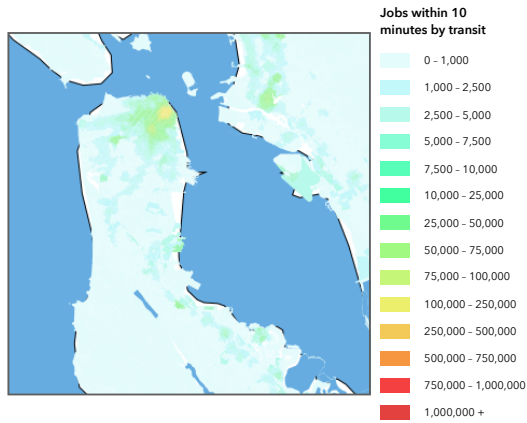 Jobs within 10
minutes by transit
0 - 1,000
1,000 - 2,500
2,500 - 5,000
5,000 - 7,500
7,500 - 10,000
10,000 - 25,000
25,000 - 50,000
50,000 - 75,000
75,000 - 100,000
100,000 - 250,000
250,000 - 500,000
500,000 - 750,000
750,000 - 1,000,000
1,000,000 +